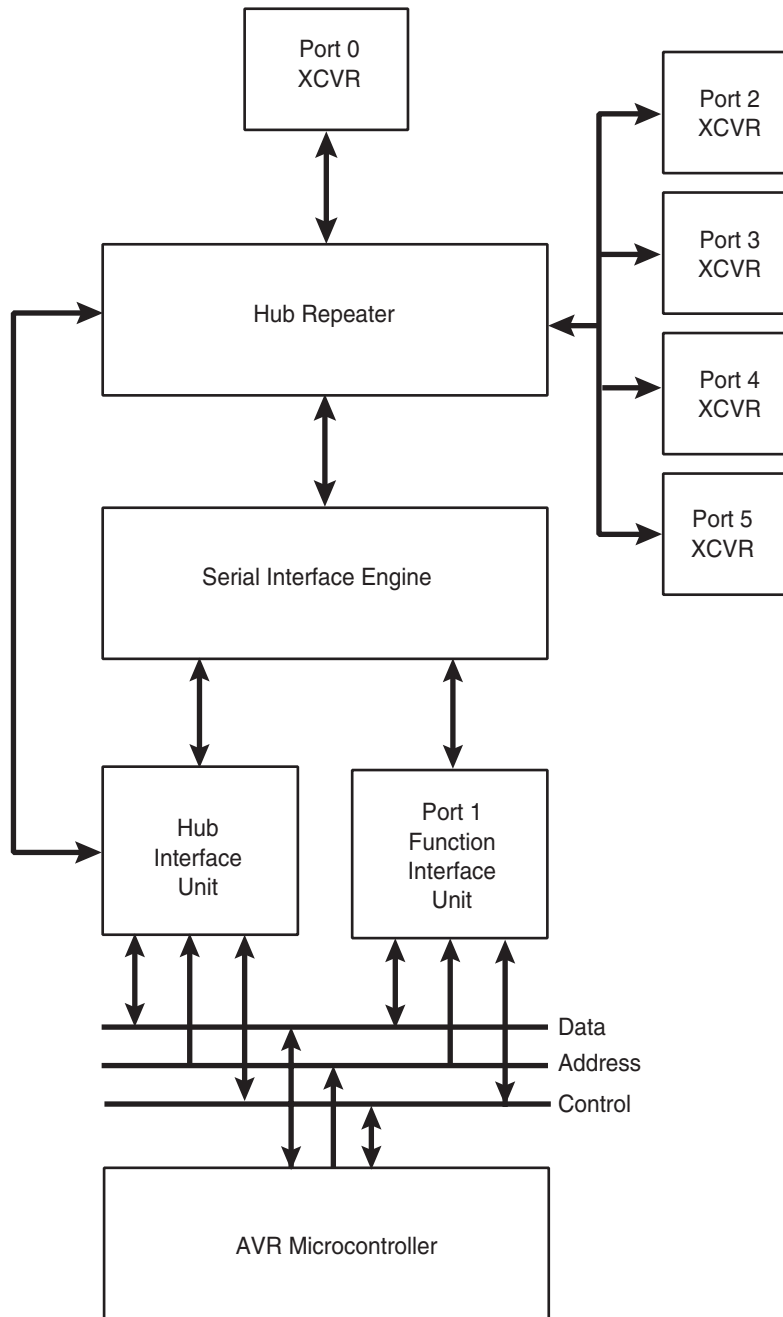 Port 0
XCVR
Port 2
XCVR
Port 3
XCVR
Hub Repeater
Port 4
XCVR
Port 5
XCVR
Serial Interface Engine
Hub
Interface
Unit
Port 1
Function
Interface
Unit
Data
Address
Control
AVR Microcontroller